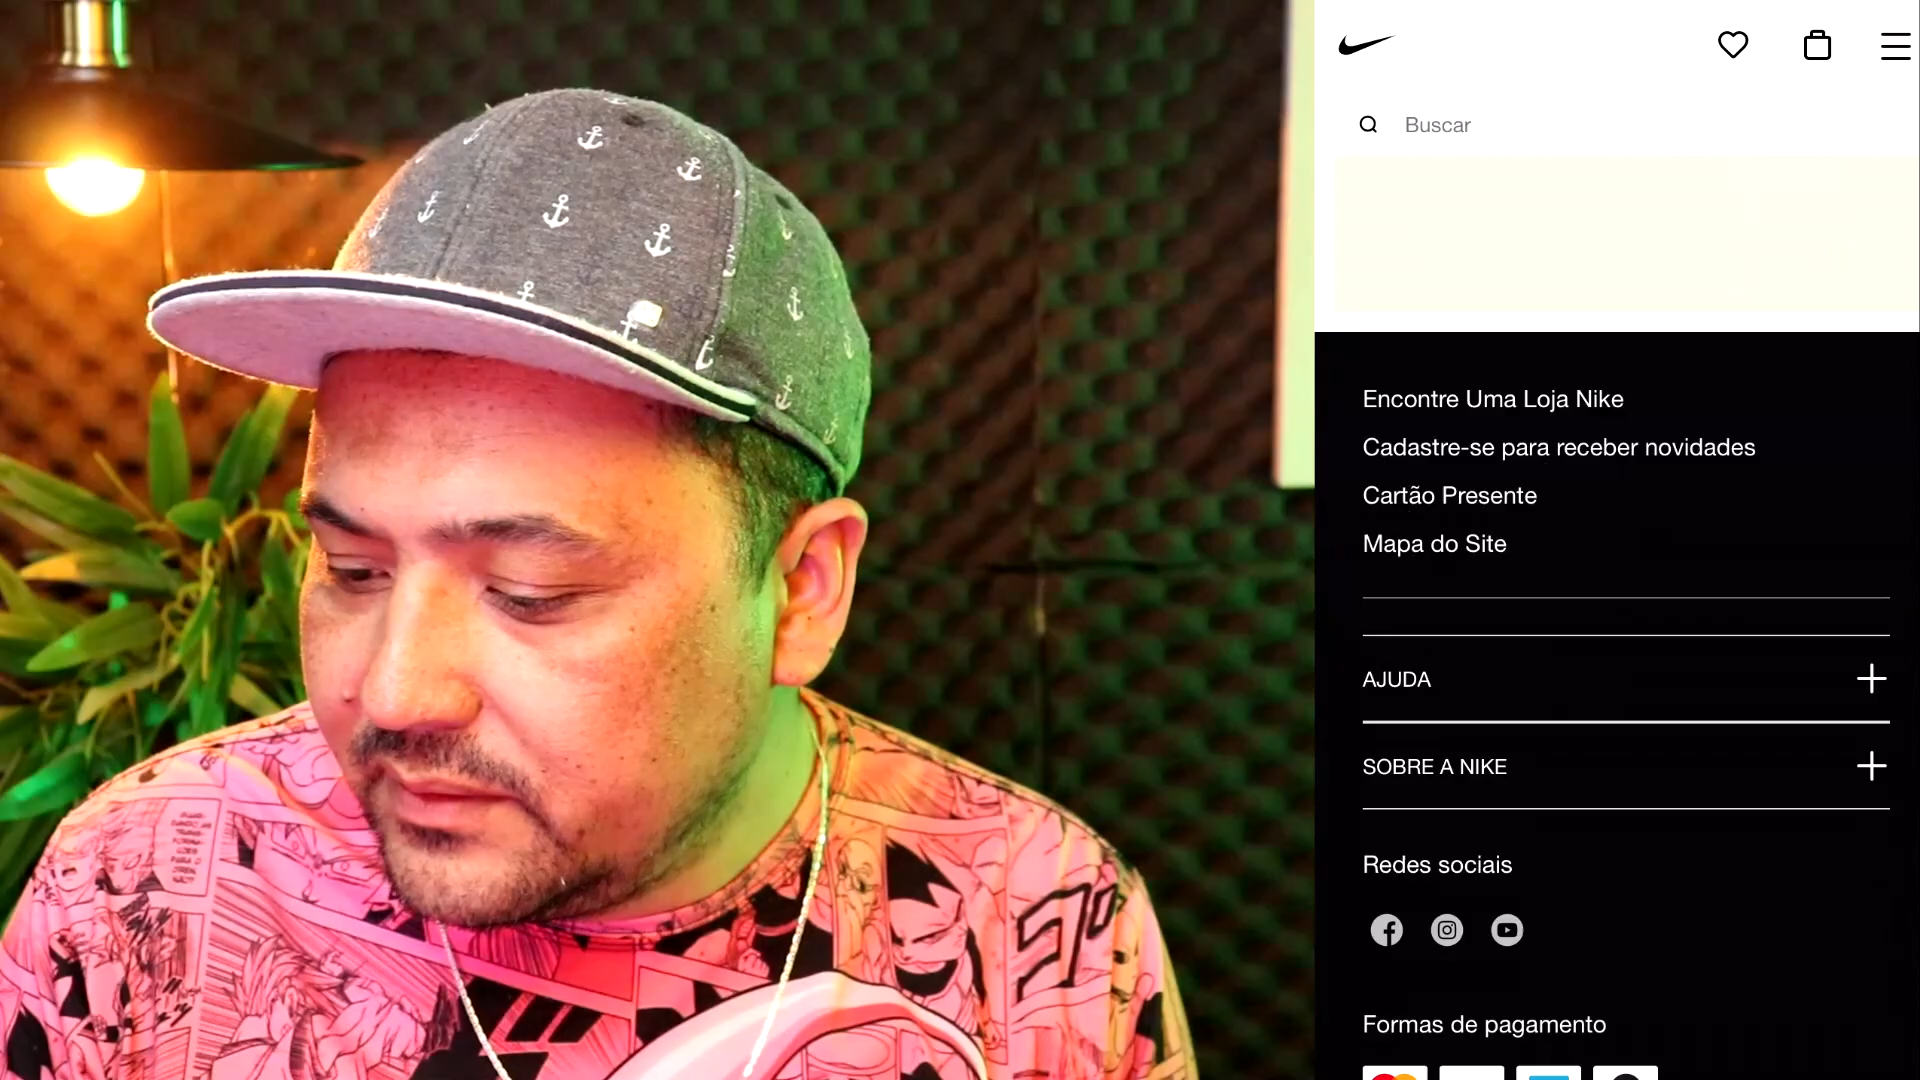 Buscar
Encontre Uma Loja Nike
Cadastre-se para receber novidades
Cartão Presente
Mapa do Site
AJUDA
SOBRE A NIKE
Redes sociais
Formas de pagamento